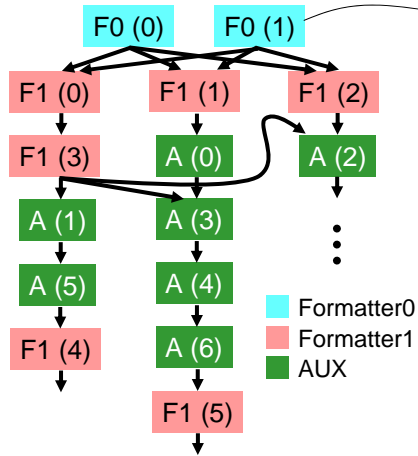 F0 (0) F0 (1)
F1 (0) F1 (1) F1 (2)
F1 (3) A (0) A (2)
A (1) A (3)
A (5) A (4)
F1 (4) A (6)
F1 (5)
Formatter0
Formatter1
AUX